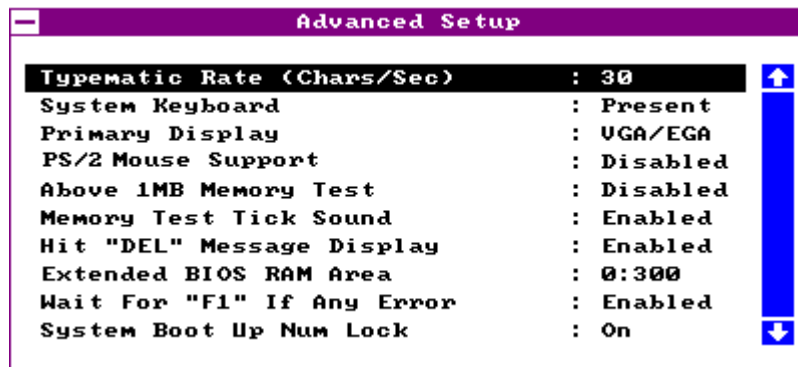 Advanced Setup
Typematic Rate (Chars/Sec) : 30
System Keyboard : Present
Primary Display : VGA/EGA
PS/2 Mouse Support : Disabled
Above 1MB Memory Test : Disabled
Memory Test Tick Sound : Enabled
Hit "DEL" Message Display : Enabled
Extended BIOS RAM Area : 0:300
Wait For "F1" If Any Error : Enabled
System Boot Up Num Lock : On